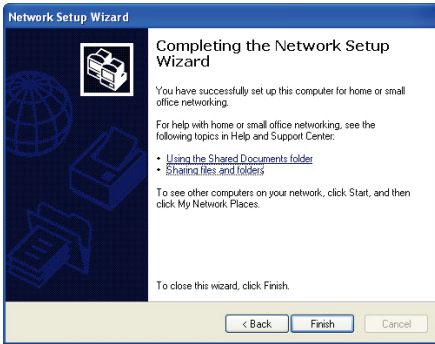 Network Setup Wizard
Completing the Network Setup
Wizard
You have successfully set up this computer for home or small
office networking.
For help with home or small office networking, see the
following topics in Help and Support Center:
• Using the Shared Documents folder
• Sharing files and folders
To see other computers on your network, click Start, and then
click My Network Places.
To close this wizard, click Finish.
< Back Finish Cancel